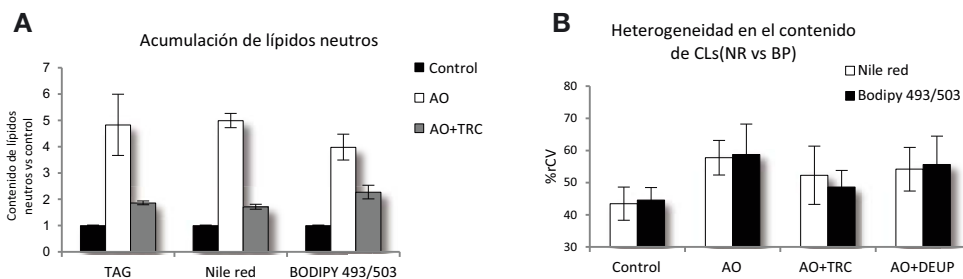 A
Acumulación de lípidos neutros
Contenido de lípidos
neutros vs control
7
6
5
4
3
2
1
0
TAG
Nile red
BODIPY 493/503
Control
AO
AO+TRC
B
Heterogeneidad en el contenido
de CLs(NR vs BP)
Nile red
Bodipy 493/503
%rCV
80
70
60
50
40
30
Control
AO
AO+TRC
AO+DEUP